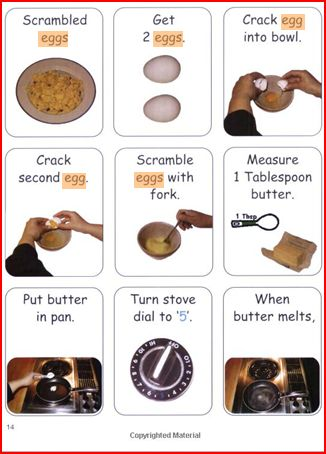 Scrambled
eggs
Get
2 eggs.
Crack egg
into bowl.
Crack
second egg.
Scramble
eggs with
fork.
Measure
1 Tablespoon
butter.
1 Tbsp
Put butter
in pan.
Turn stove
dial to '5'.
When
butter melts,
14
Copyrighted Material